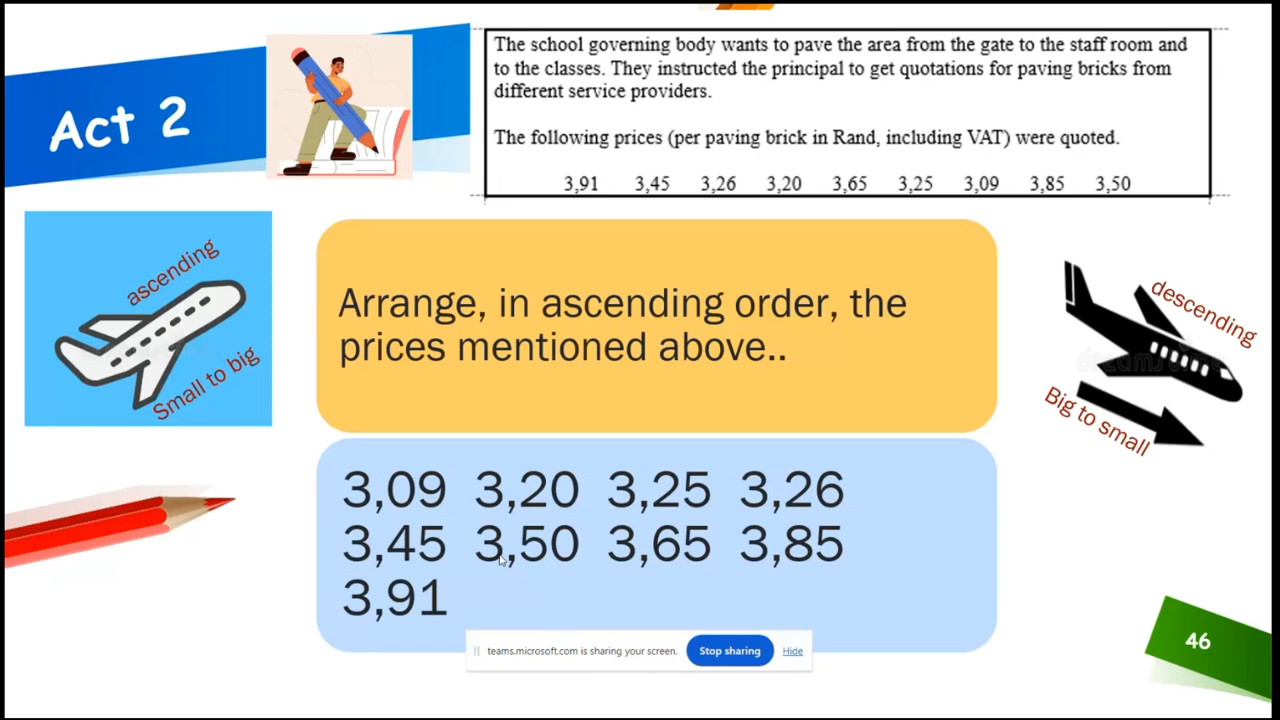 Act 2
The school governing body wants to pave the area from the gate to the staff room and
to the classes. They instructed the principal to get quotations for paving bricks from
different service providers.
The following prices (per paving brick in Rand, including VAT) were quoted.
3,91 3,45 3,26 3,20 3,65 3,25 3,09 3,85 3,50
ascending
Small to big
Arrange, in ascending order, the
prices mentioned above..
descending
Big to small
3,09 3,20 3,25 3,26
3,45 3,50 3,65 3,85
3,91
teams.microsoft.com is sharing your screen. Stop sharing Hide
46